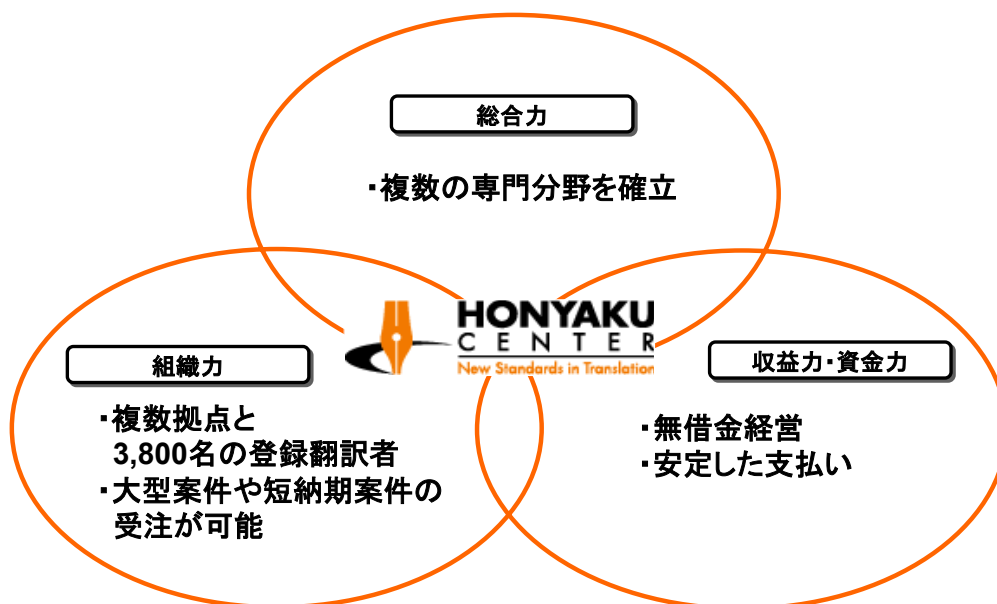 総合力
・複数の専門分野を確立
HONYAKU
CENTER
New Standards in Translation
組織力
・複数拠点と
3,800名の登録翻訳者
・大型案件や短納期案件の
受注が可能
収益力・資金力
・無借金経営
・安定した支払い